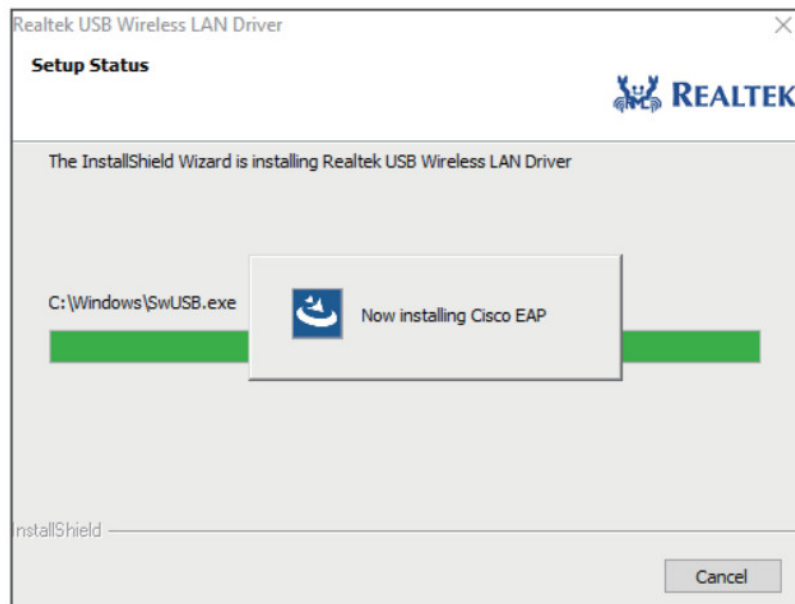 Realtek USB Wireless LAN Driver
Setup Status
REALTEK
The InstallShield Wizard is installing Realtek USB Wireless LAN Driver
C:\Windows\SwUSB.exe
Now installing Cisco EAP
InstallShield
Cancel